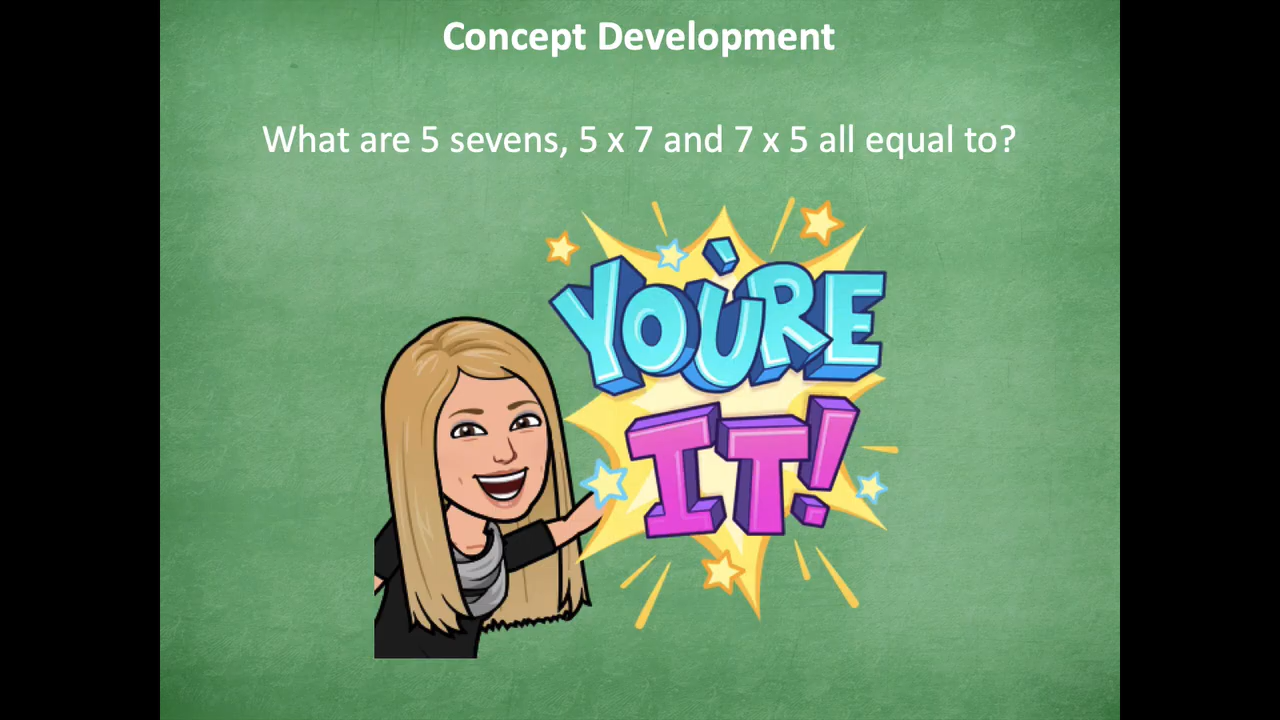 Concept Development
What are 5 sevens, 5 x 7 and 7 x 5 all equal to?
YOU'RE
IT!